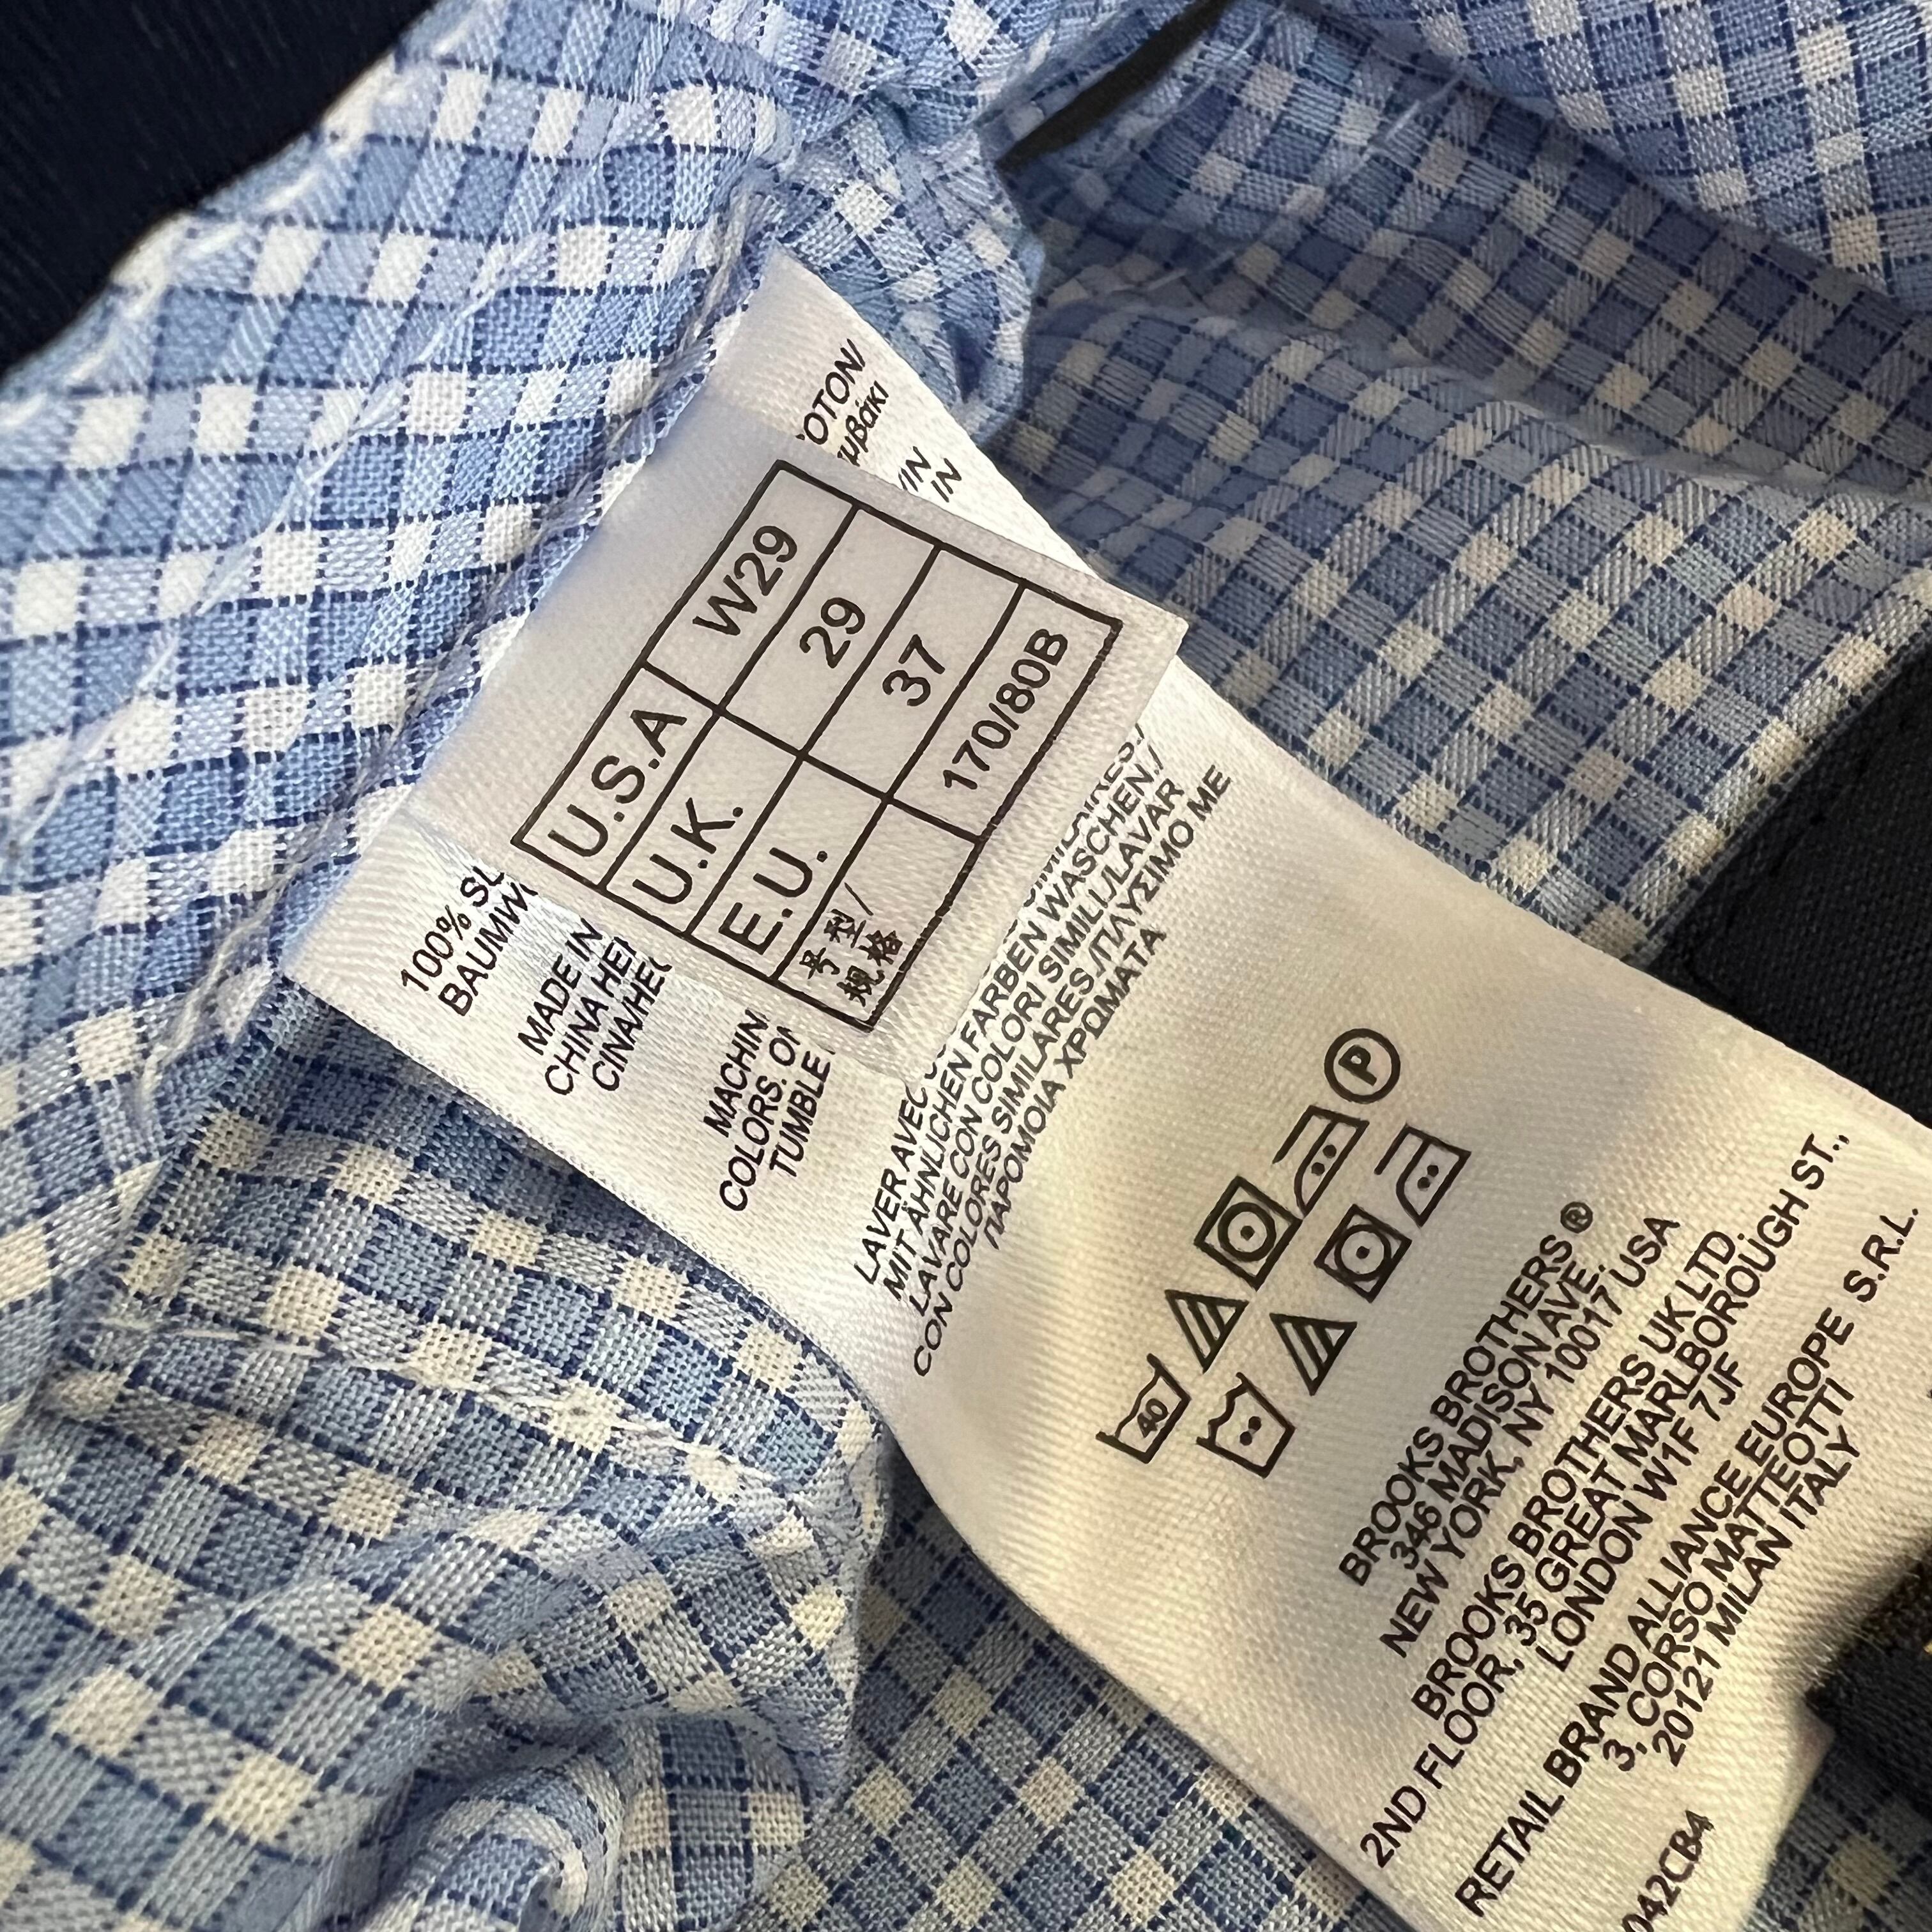 U.S.A W29
U.K. 29
E.U. 37
号型/ 170/80B
规格
OTON/
μβάκι
IN
IN
100% SU
BAUMW
MADE IN
CHINA HE
CINA/HE
MACHIN
COLORS. O
TUMBLE
LAVER AVEC
MIT ÄHNLICHEN FARBEN WASCHEN./
LAVARE CON COLORI SIMILI./LAVAR
CON COLORES SIMILARES./ΠΛΥΣΙΜΟ ΜΕ
ΠΑΡΟΜΟΙΑ ΧΡΩΜΑΤΑ
40
P
BROOKS BROTHERS ®
346 MADISON AVE.
NEW YORK, NY 10017 USA
BROOKS BROTHERS UK LTD.
2ND FLOOR, 35 GREAT MARLBOROUGH ST.,
LONDON W1F 7JF
RETAIL BRAND ALLIANCE EUROPE S.R.L.
3, CORSO MATTEOTTI
20121 MILAN ITALY
042CB4